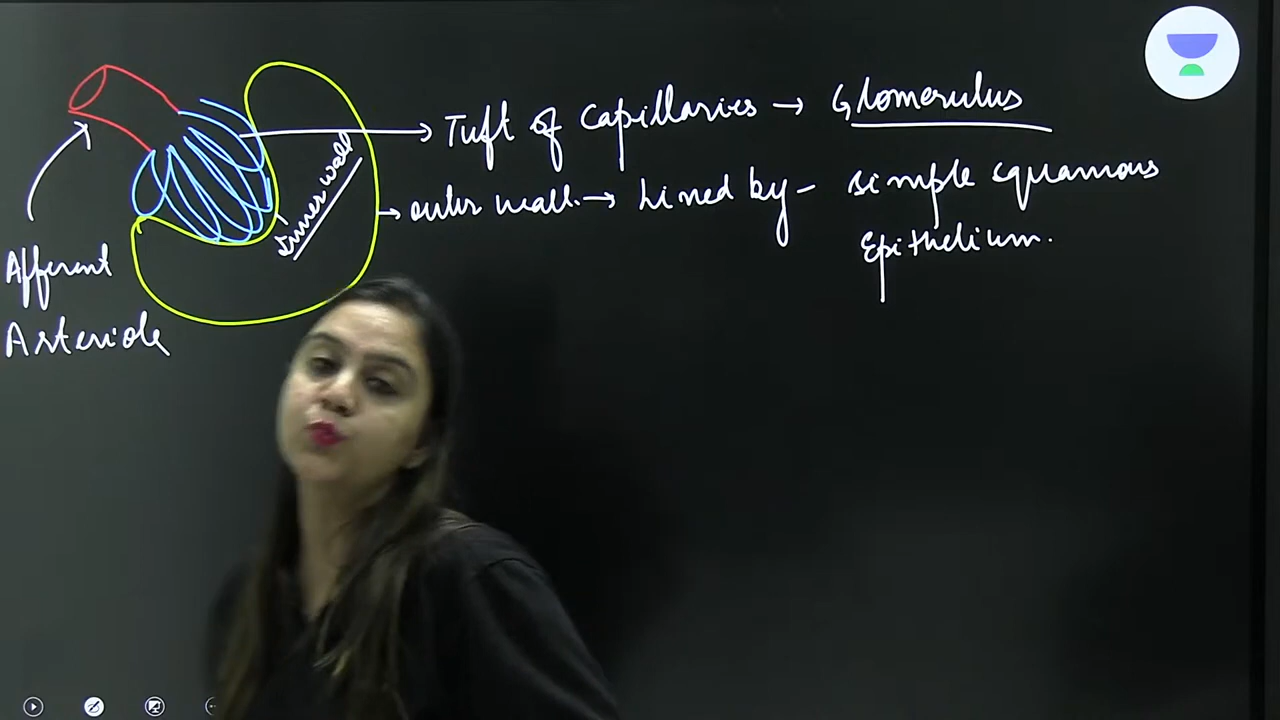 Tuft of Capillaries → Glomerulus
Inner wall
→ outer wall. → Lined by – simple squamous
Epithelium.
Afferent
Arteriole